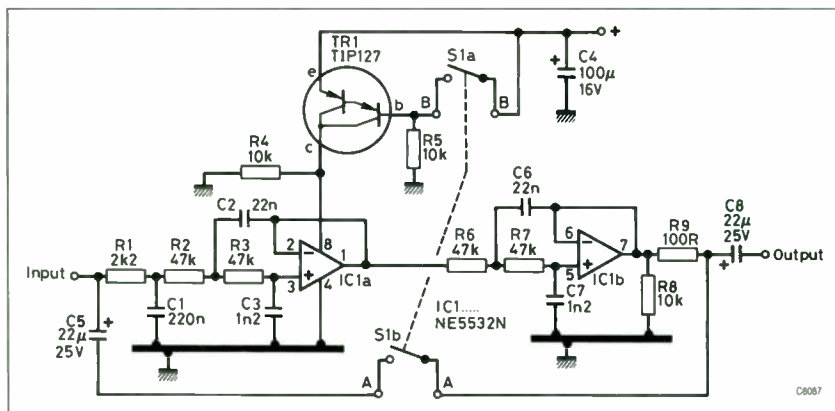 TR1
TIP127
e
b
c
S1a
B
B
+
+
C4
100µ
16V
R4
10k
R5
10k
C2
22n
C6
22n
R1
2k2
R2
47k
R3
47k
8
2
−
1
3
+
4
IC1a
R6
47k
R7
47k
6
−
7
5
+
IC1b
R9
100R
C8
22µ
25V
+
Input
Output
C1
220n
C3
1n2
C7
1n2
R8
10k
IC1.....
NE5532N
C5
22µ
25V
+
S1b
A
A
C8087